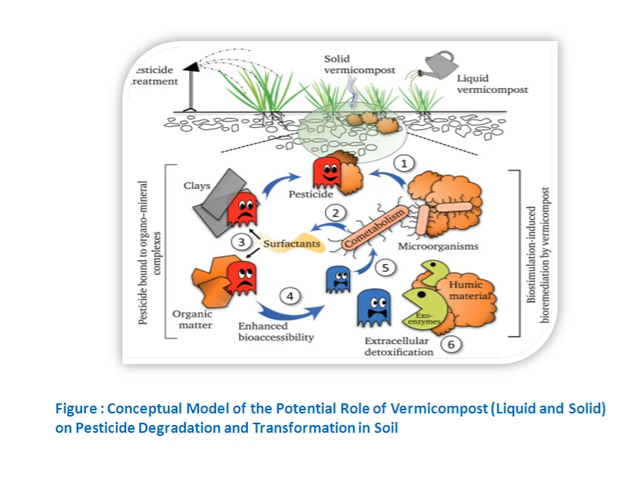 esticide
reatment
Solid
vermicompost
Liquid
vermicompost
Pesticide bound to organo–mineral
complexes
Clays
Pesticide
1
2
Cometabolism
Microorganisms
3
Surfactants
5
4
Organic
matter
Enhanced
bioaccessibility
Humic
material
Exo-
enzymes
Extracellular
detoxification
6
Biostimulation-induced
bioremediation by vermicompost
Figure : Conceptual Model of the Potential Role of Vermicompost (Liquid and Solid)
on Pesticide Degradation and Transformation in Soil